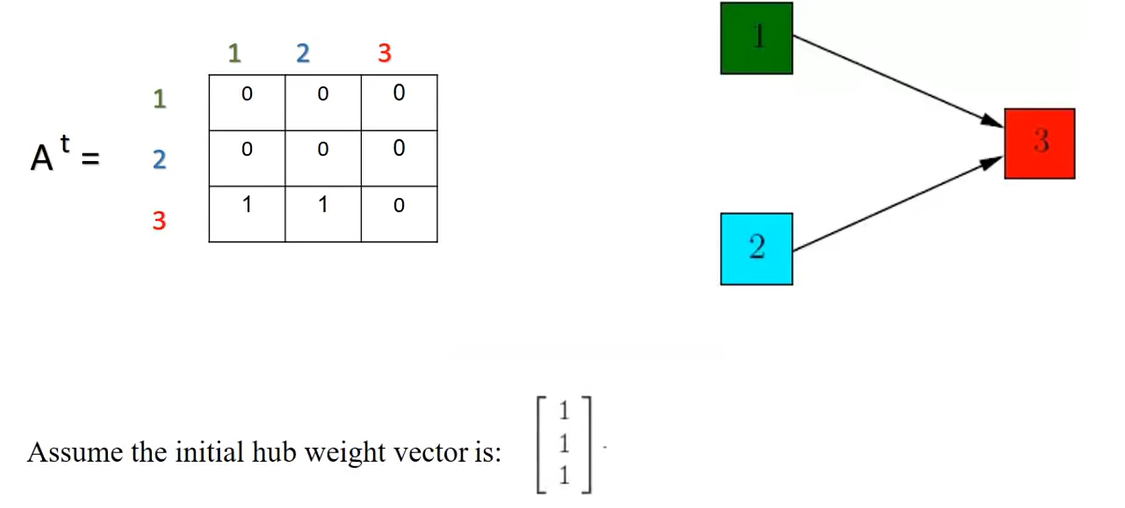 1 2 3
1 0 0 0
A^t = 2 0 0 0
3 1 1 0
1
2
3
Assume the initial hub weight vector is: [1 1 1] .